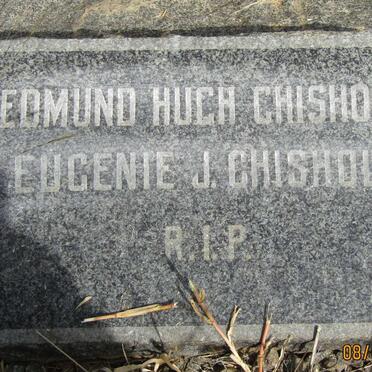 EDMUND HUGH CHISHO
EUGENIE J. CHISHOL
R.I.P.
08/